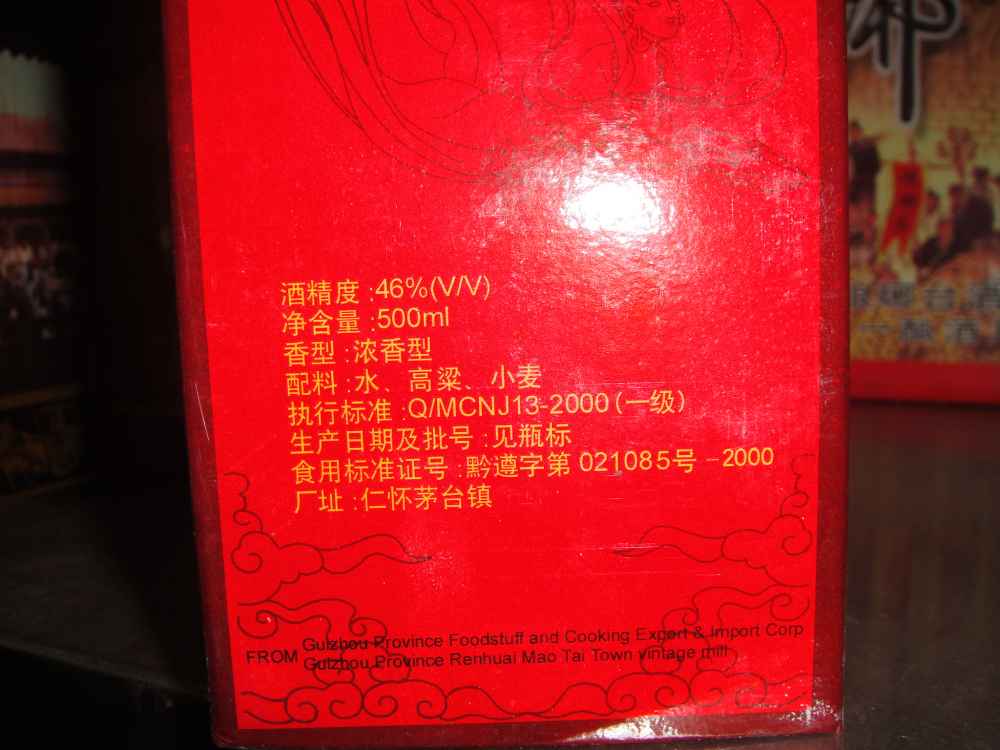 酒精度:46%(V/V)
净含量:500ml
香型:浓香型
配料:水、高粱、小麦
执行标准:Q/MCNJ13-2000(一级)
生产日期及批号:见瓶标
食用标准证号:黔遵字第 021085号 -2000
厂址:仁怀茅台镇
FROM
Guizhou Province Foodstuff and Cooking Export & Import Corp
Guizhou Province Renhuai Mao Tai Town vintage mill